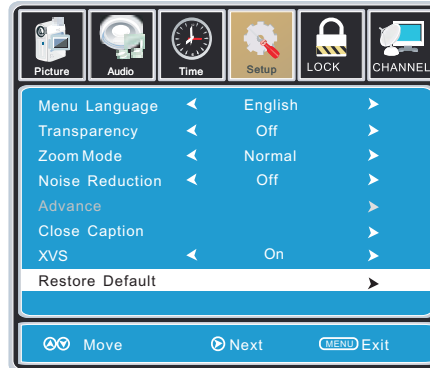 Picture Audio Time Setup LOCK CHANNEL
Menu Language English
Transparency Off
Zoom Mode Normal
Noise Reduction Off
Advance
Close Caption
XVS On
Restore Default
Move Next MENU Exit